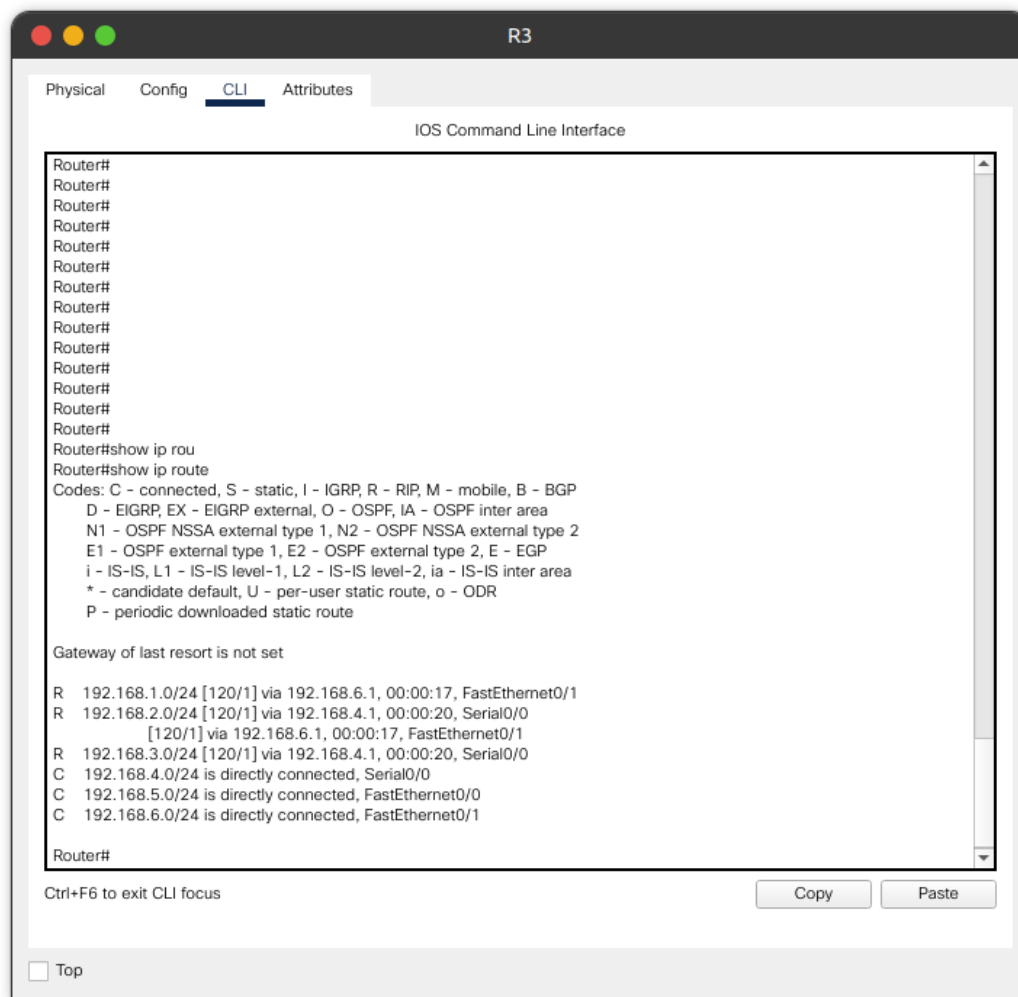 R3
Physical Config CLI Attributes
IOS Command Line Interface
Router#
Router#
Router#
Router#
Router#
Router#
Router#
Router#
Router#
Router#
Router#
Router#
Router#
Router#
Router#show ip rou
Router#show ip route
Codes: C - connected, S - static, I - IGRP, R - RIP, M - mobile, B - BGP
D - EIGRP, EX - EIGRP external, O - OSPF, IA - OSPF inter area
N1 - OSPF NSSA external type 1, N2 - OSPF NSSA external type 2
E1 - OSPF external type 1, E2 - OSPF external type 2, E - EGP
i - IS-IS, L1 - IS-IS level-1, L2 - IS-IS level-2, ia - IS-IS inter area
* - candidate default, U - per-user static route, o - ODR
P - periodic downloaded static route
Gateway of last resort is not set
R 192.168.1.0/24 [120/1] via 192.168.6.1, 00:00:17, FastEthernet0/1
R 192.168.2.0/24 [120/1] via 192.168.4.1, 00:00:20, Serial0/0
[120/1] via 192.168.6.1, 00:00:17, FastEthernet0/1
R 192.168.3.0/24 [120/1] via 192.168.4.1, 00:00:20, Serial0/0
C 192.168.4.0/24 is directly connected, Serial0/0
C 192.168.5.0/24 is directly connected, FastEthernet0/0
C 192.168.6.0/24 is directly connected, FastEthernet0/1
Router#
Ctrl+F6 to exit CLI focus Copy Paste
Top